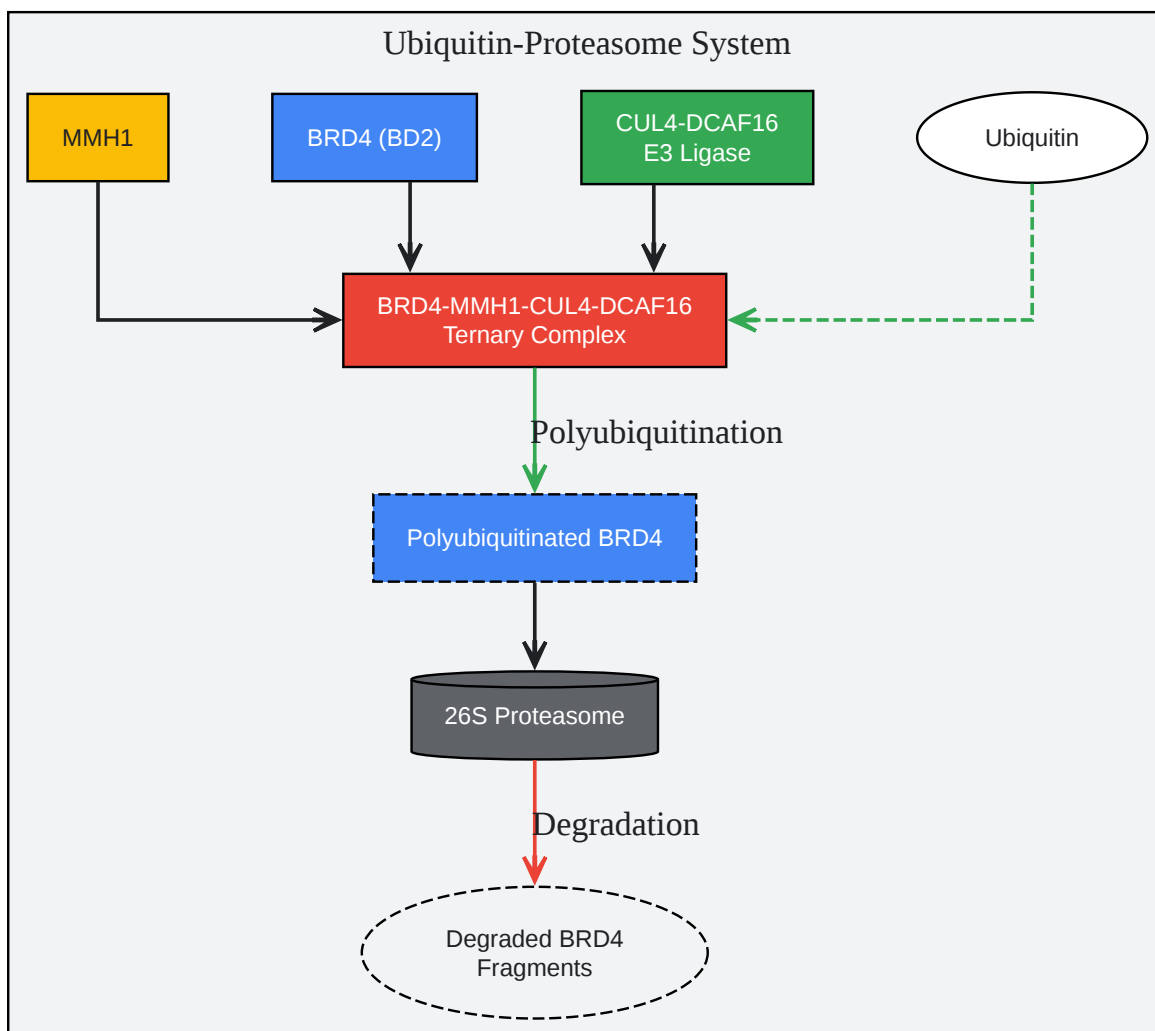 Ubiquitin-Proteasome System
MMH1
BRD4 (BD2)
CUL4-DCAF16
E3 Ligase
Ubiquitin
BRD4-MMH1-CUL4-DCAF16
Ternary Complex
Polyubiquitination
Polyubiquitinated BRD4
26S Proteasome
Degradation
Degraded BRD4
Fragments